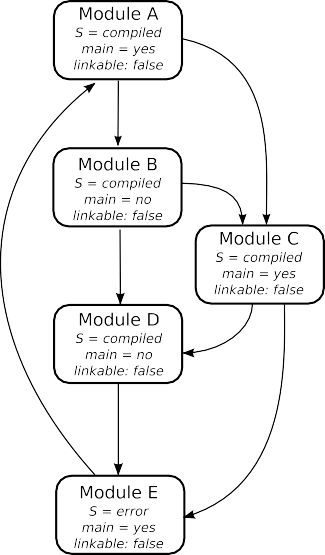 Module A
S = compiled
main = yes
linkable: false
Module B
S = compiled
main = no
linkable: false
Module C
S = compiled
main = yes
linkable: false
Module D
S = compiled
main = no
linkable: false
Module E
S = error
main = yes
linkable: false